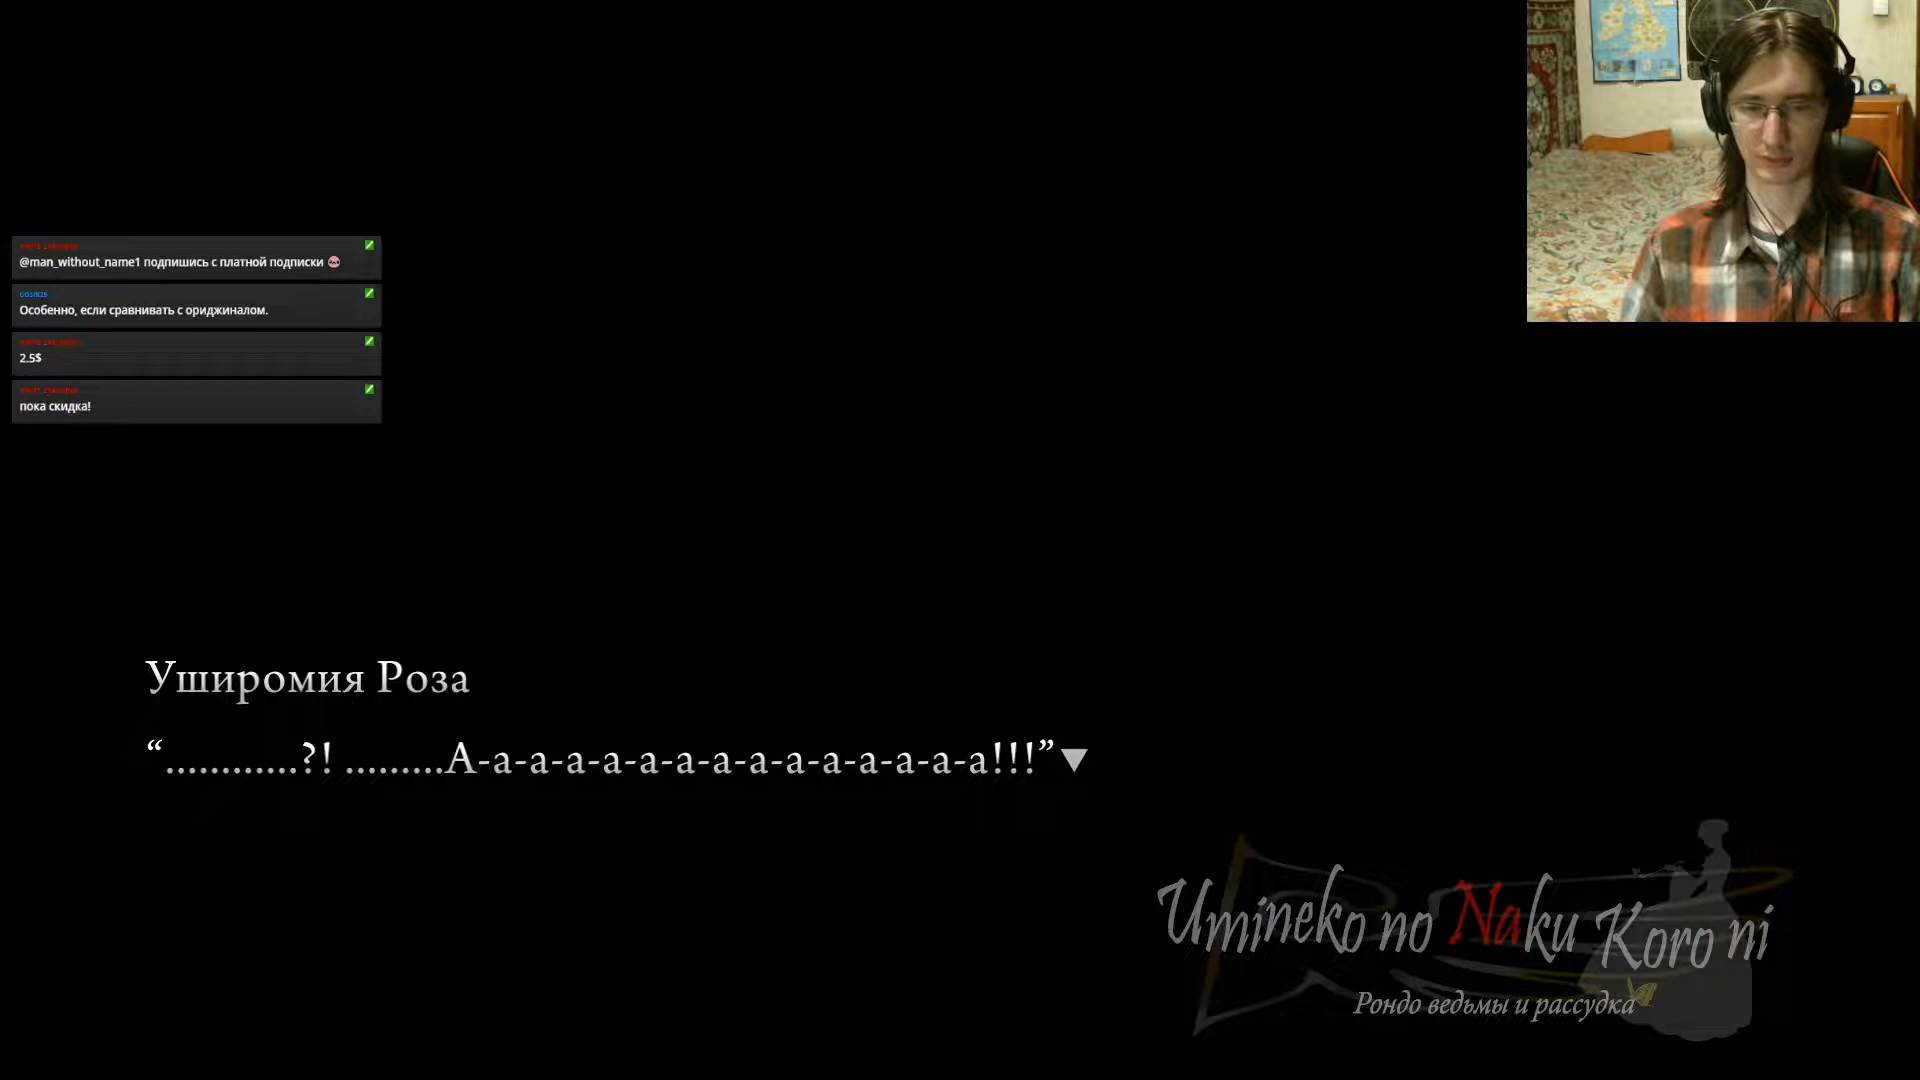 @man_without_name1 подпишись с платной подписки
Особенно, если сравнивать с ориджиналом.
2.5$
пока скидка!
Уширомия Роза
“............?! .........А-а-а-а-а-а-а-а-а-а-а-а-а-а-а!!!”
Umineko no Naku Koro ni
Рондо ведьмы и рассудка